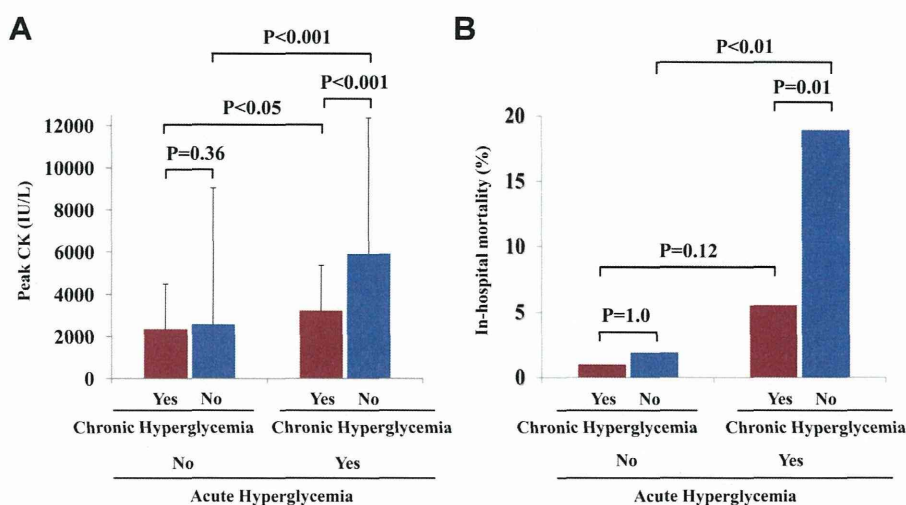 A
P<0.001
P<0.001
P<0.05
P=0.36
Peak CK (IU/L)
12000
10000
8000
6000
4000
2000
0
Yes No Yes No
Chronic Hyperglycemia Chronic Hyperglycemia
No Yes
Acute Hyperglycemia
B
P<0.01
P=0.01
P=0.12
P=1.0
In-hospital mortality (%)
20
15
10
5
0
Yes No Yes No
Chronic Hyperglycemia Chronic Hyperglycemia
No Yes
Acute Hyperglycemia